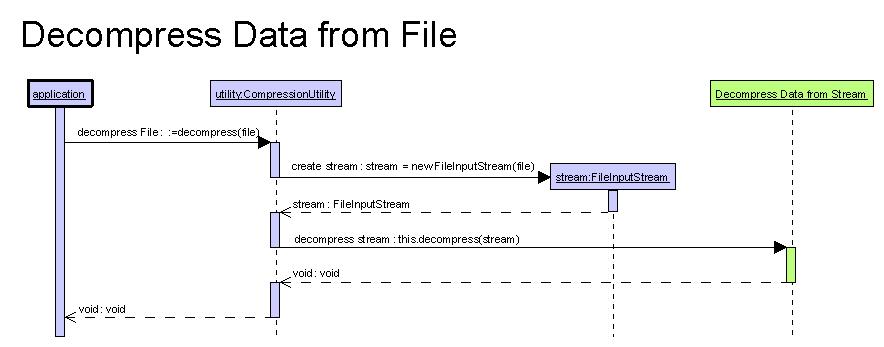 Decompress Data from File
application
utility:CompressionUtility
Decompress Data from Stream
decompress File : :=decompress(file)
create stream : stream = newFileInputStream(file)
stream:FileInputStream
stream : FileInputStream
decompress stream : this.decompress(stream)
void : void
void : void